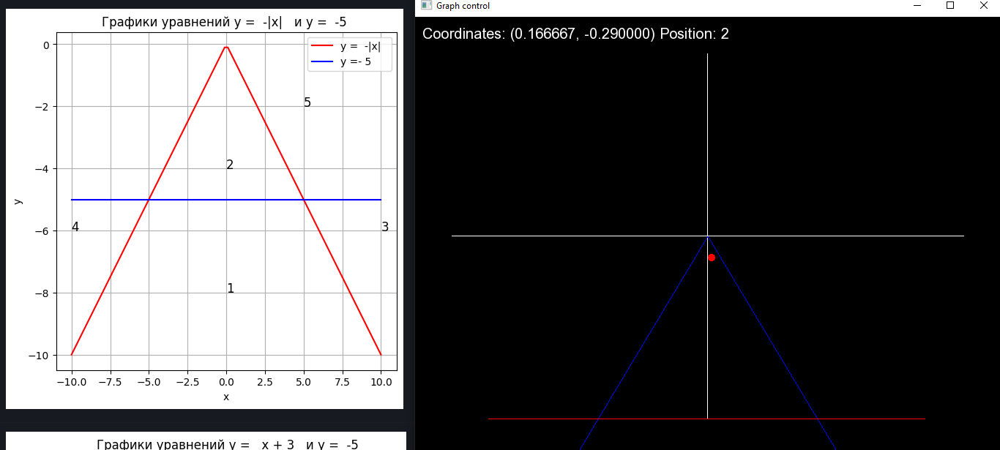 Графики уравнений y = -|x| и y = -5
y = -|x|
y =- 5
0
−2
−4
−6
−8
−10
5
2
4
3
1
y
−10.0 −7.5 −5.0 −2.5 0.0 2.5 5.0 7.5 10.0
x
Графики уравнений y = x + 3 и y = -5
Graph control
Coordinates: (0.166667, -0.290000) Position: 2